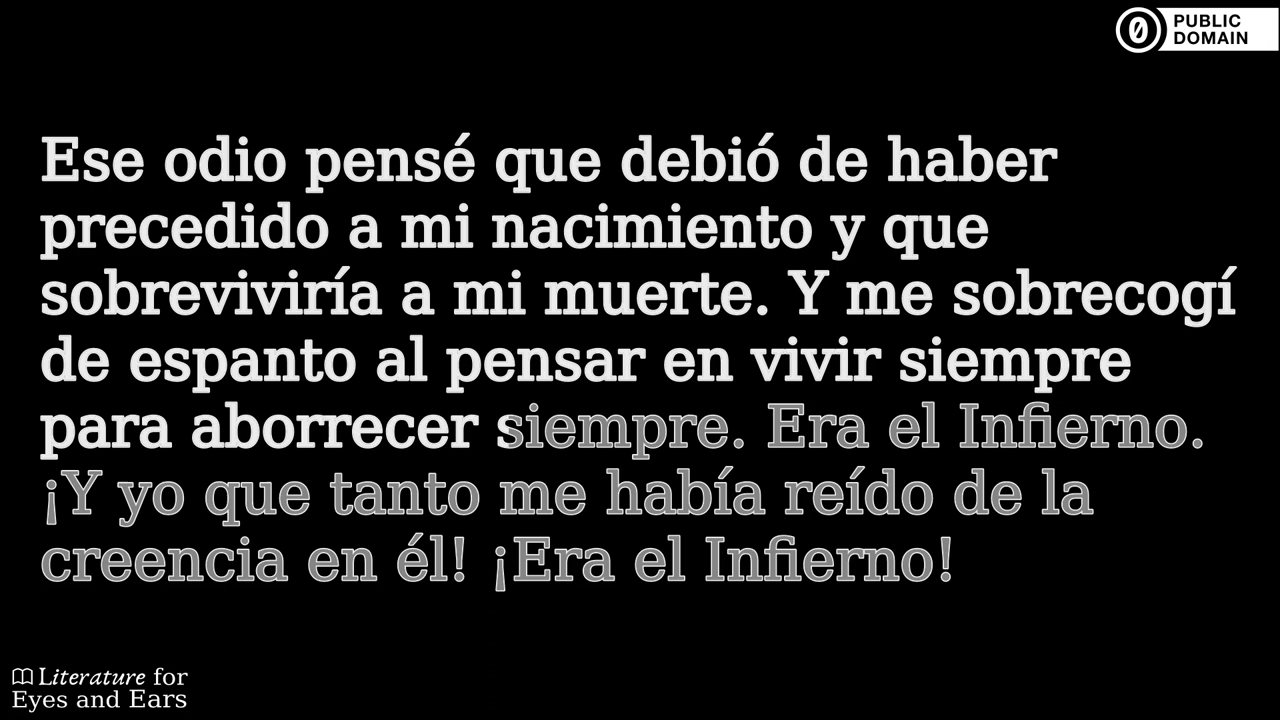 PUBLIC
DOMAIN
Ese odio pensé que debió de haber
precedido a mi nacimiento y que
sobreviviría a mi muerte. Y me sobrecogí
de espanto al pensar en vivir siempre
para aborrecer siempre. Era el Infierno.
¡Y yo que tanto me había reído de la
creencia en él! ¡Era el Infierno!
Literature for
Eyes and Ears